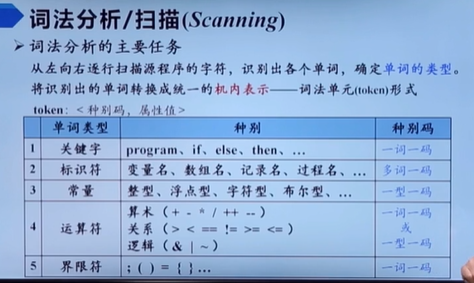 词法分析/扫描(Scanning)
➢ 词法分析的主要任务
从左向右逐行扫描源程序的字符，识别出各个单词，确定单词的类型。
将识别出的单词转换成统一的机内表示——词法单元(token)形式
token：< 种别码，属性值>
单词类型 种别 种别码
1 关键字 program、if、else、then、… 一词一码
2 标识符 变量名、数组名、记录名、过程名、… 多词一码
3 常量 整型、浮点型、字符型、布尔型、… 一型一码
4 运算符 算术（+ - * / ++ --） 一词一码
关系（> < == != >= <=） 或
逻辑（& | ~） 一型一码
5 界限符 ; ( ) = { } … 一词一码